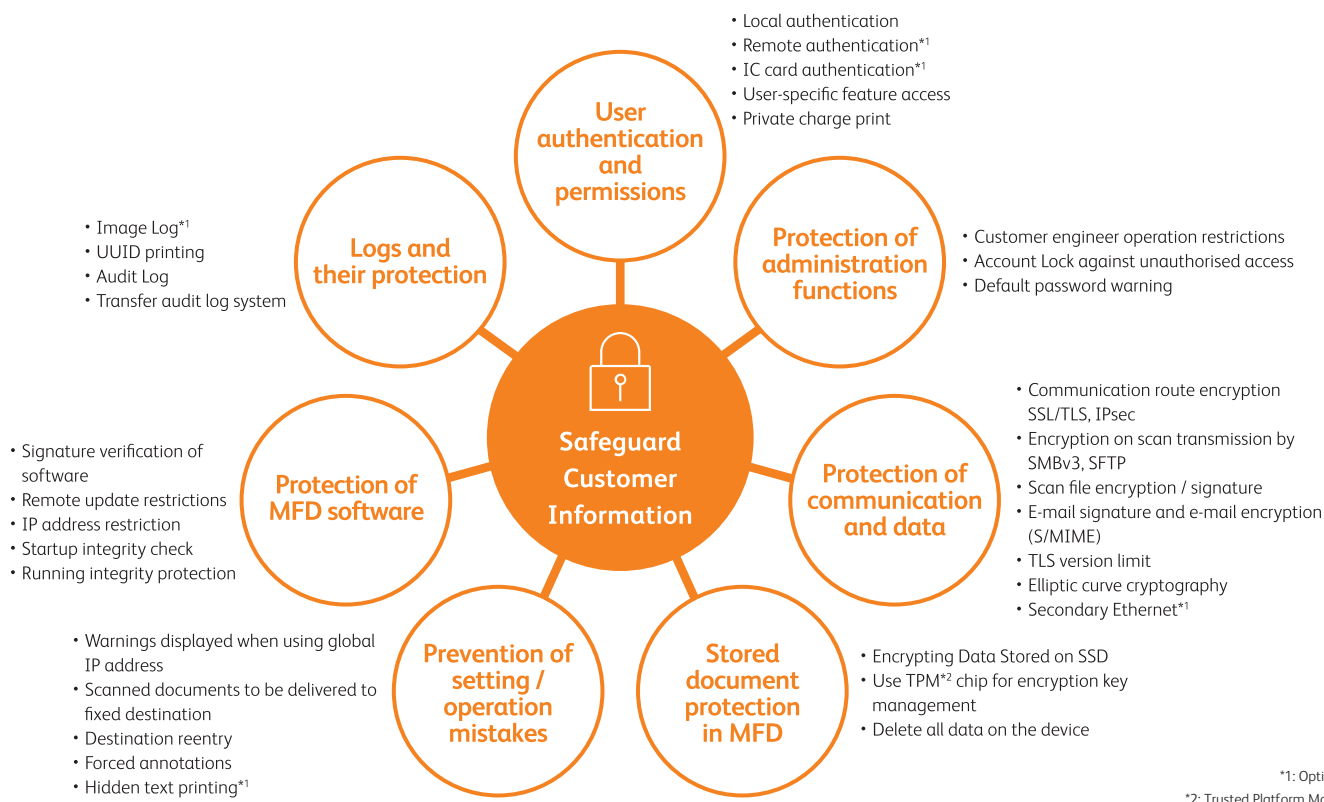 • Local authentication
• Remote authentication*1
• IC card authentication*1
• User-specific feature access
• Private charge print
User
authentication
and
permissions
Logs and
their protection
• Image Log*1
• UUID printing
• Audit Log
• Transfer audit log system
Protection of
administration
functions
• Customer engineer operation restrictions
• Account Lock against unauthorised access
• Default password warning
Safeguard
Customer
Information
Protection of
communication
and data
• Communication route encryption
SSL/TLS, IPsec
• Encryption on scan transmission by
SMBv3, SFTP
• Scan file encryption / signature
• E-mail signature and e-mail encryption
(S/MIME)
• TLS version limit
• Elliptic curve cryptography
• Secondary Ethernet*1
Protection of
MFD software
• Signature verification of
software
• Remote update restrictions
• IP address restriction
• Startup integrity check
• Running integrity protection
Prevention of
setting /
operation
mistakes
• Warnings displayed when using global
IP address
• Scanned documents to be delivered to
fixed destination
• Destination reentry
• Forced annotations
• Hidden text printing*1
Stored
document
protection
in MFD
• Encrypting Data Stored on SSD
• Use TPM*2 chip for encryption key
management
• Delete all data on the device
*1:
*2: Trusted Platform